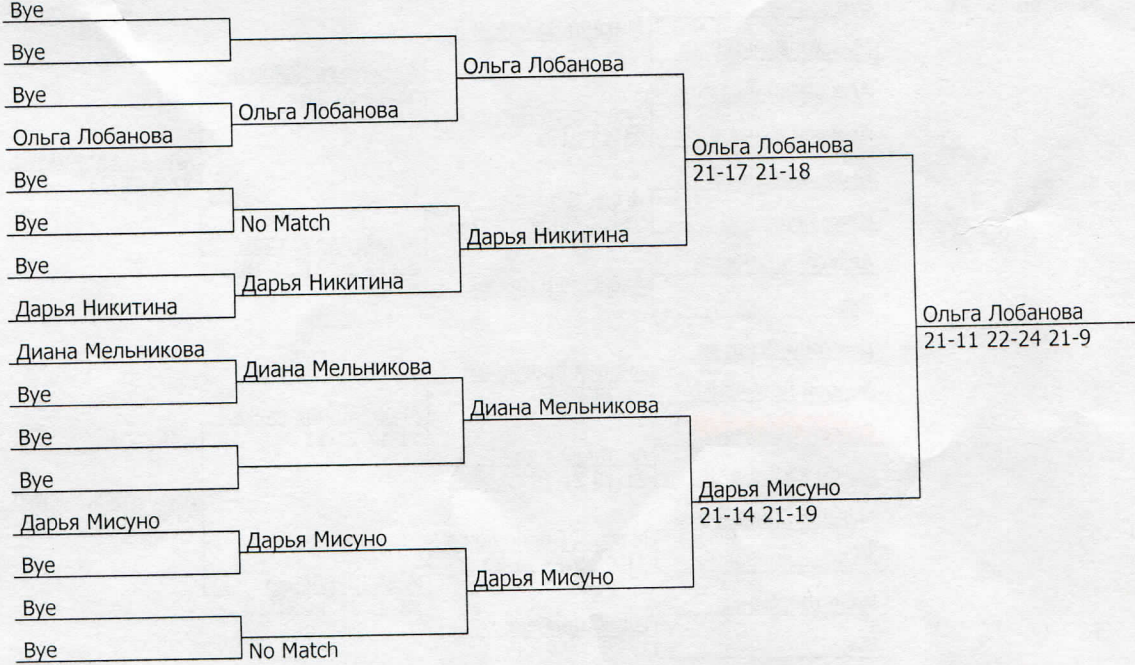 Bye
Bye
Bye
Ольга Лобанова
Bye
Bye
Bye
Дарья Никитина
Диана Мельникова
Bye
Bye
Bye
Дарья Мисуно
Bye
Bye
Bye
Ольга Лобанова
No Match
Дарья Никитина
Диана Мельникова
Дарья Мисуно
No Match
Ольга Лобанова
Дарья Никитина
Диана Мельникова
Дарья Мисуно
Ольга Лобанова
21-17 21-18
Дарья Мисуно
21-14 21-19
Ольга Лобанова
21-11 22-24 21-9